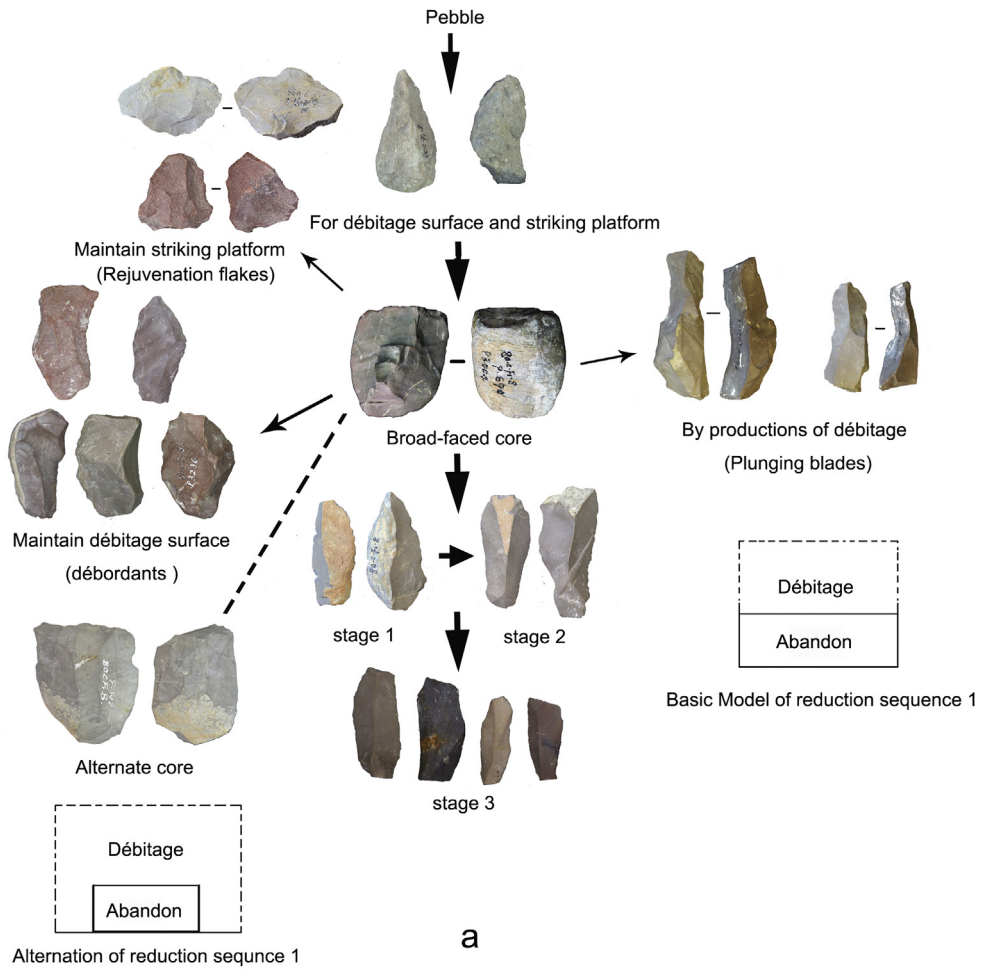 Pebble
For débitage surface and striking platform
Maintain striking platform
(Rejuvenation flakes)
Broad-faced core
By productions of débitage
(Plunging blades)
Maintain débitage surface
(débordants )
stage 1
stage 2
Débitage
Abandon
Basic Model of reduction sequence 1
Alternate core
stage 3
Débitage
Abandon
Alternation of reduction sequnce 1
a